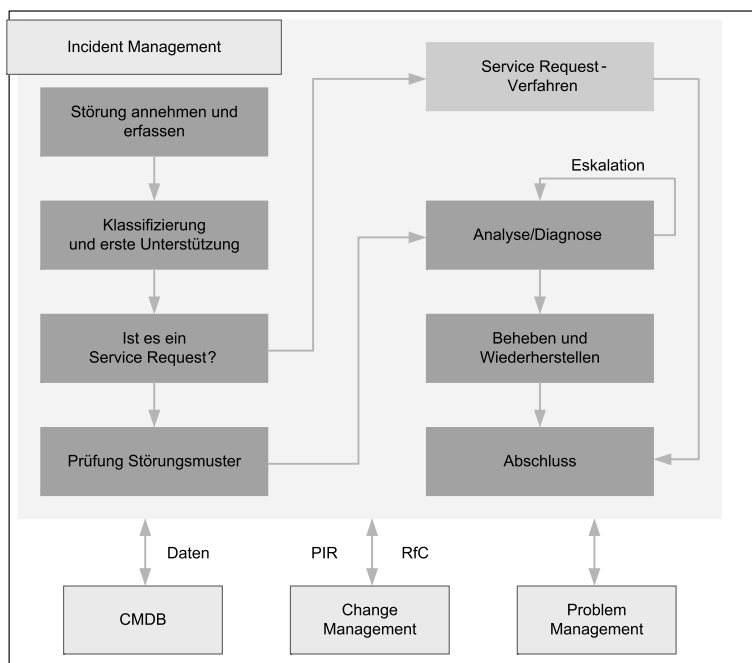 Incident Management
Störung annehmen und
erfassen
Klassifizierung
und erste Unterstützung
Ist es ein
Service Request?
Prüfung Störungsmuster
Service Request-
Verfahren
Eskalation
Analyse/Diagnose
Beheben und
Wiederherstellen
Abschluss
Daten
PIR
RfC
CMDB
Change
Management
Problem
Management